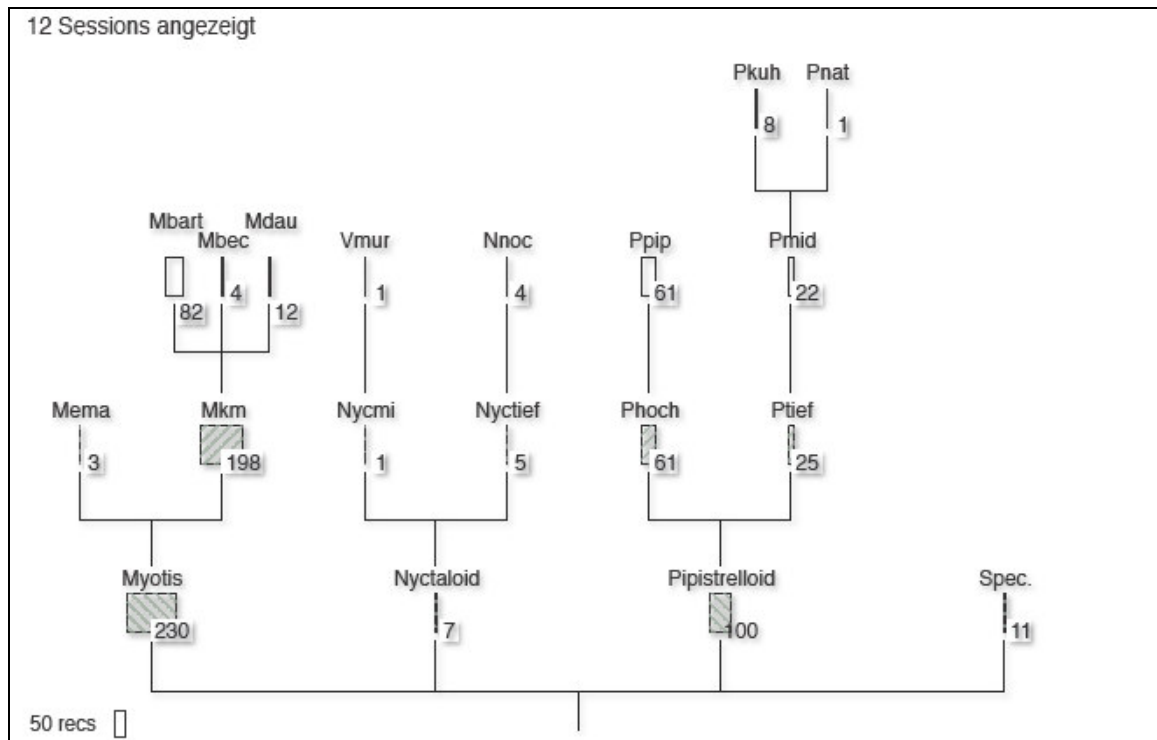 12 Sessions angezeigt
Pkuh Pnat
8 1
Mbart Mdau
Mbec Vmur Nnoc Ppip Pmid
4 1 4 61 22
82 12
Mema Mkm Nycmi Nyctief Phoch Ptief
3 198 1 5 61 25
Myotis Nyctaloid Pipistrelloid Spec.
230 7 100 11
50 recs